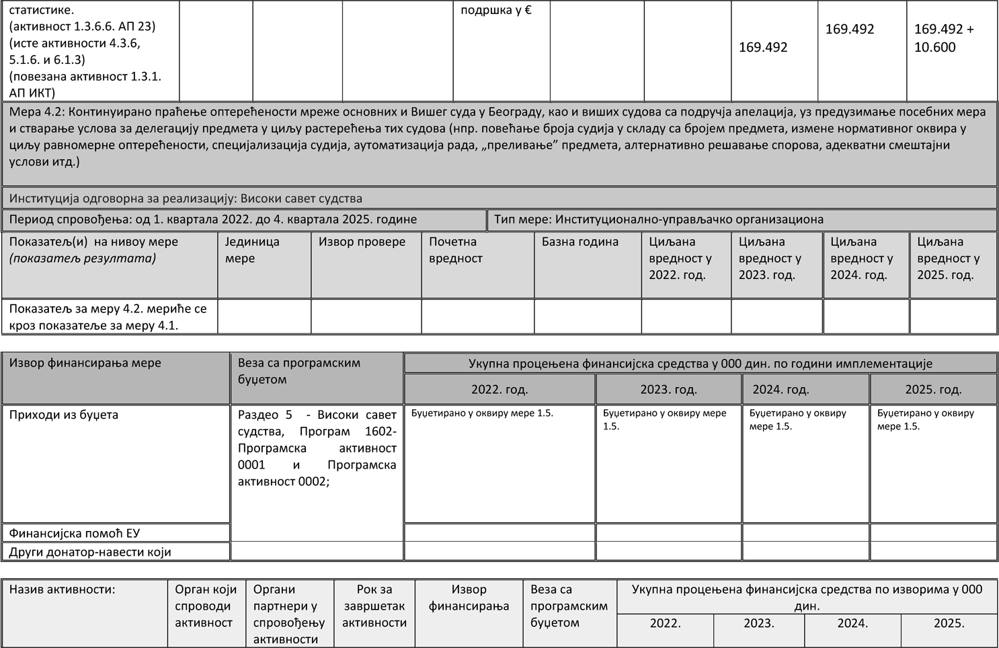 статистике.
(активност 1.3.6.6. АП 23)
(исте активности 4.3.6,
5.1.6. и 6.1.3)
(повезана активност 1.3.1.
АП ИКТ)
подршка у €
169.492
169.492
169.492 +
10.600
Мера 4.2: Континуирано праћење оптерећености мреже основних и Вишег суда у Београду, као и виших судова са подручја апелација, уз предузимање посебних мера
и стварање услова за делегацију предмета у циљу растерећења тих судова (нпр. повећање броја судија у складу са бројем предмета, измене нормативног оквира у
циљу равномерне оптерећености, специјализација судија, аутоматизација рада, „преливање” предмета, алтернативно решавање спорова, адекватни смештајни
услови итд.)
Институција одговорна за реализацију: Високи савет судства
Период спровођења: од 1. квартала 2022. до 4. квартала 2025. године
Тип мере: Институционално-управљачко организациона
Показатељ(и) на нивоу мере
(показатељ резултата)
Јединица
мере
Извор провере
Почетна
вредност
Базна година
Циљана
вредност у
2022. год.
Циљана
вредност у
2023. год.
Циљана
вредност у
2024. год.
Циљана
вредност у
2025. год.
Показатељ за меру 4.2. мериће се
кроз показатеље за меру 4.1.
Извор финансирања мере
Веза са програмским
буџетом
Укупна процењена финансијска средства у 000 дин. по години имплементације
2022. год.
2023. год.
2024. год.
2025. год.
Приходи из буџета
Раздео 5 - Високи савет
судства, Програм 1602-
Програмска активност
0001 и Програмска
активност 0002;
Буџетирано у оквиру мере 1.5.
Буџетирано у оквиру мере
1.5.
Буџетирано у оквиру
мере 1.5.
Буџетирано у оквиру
мере 1.5.
Финансијска помоћ ЕУ
Други донатор-навести који
Назив активности:
Орган који
спроводи
активност
Органи
партнери у
спровођењу
активности
Рок за
завршетак
активности
Извор
финансирања
Веза са
програмским
буџетом
Укупна процењена финансијска средства по изворима у 000
дин.
2022.
2023.
2024.
2025.